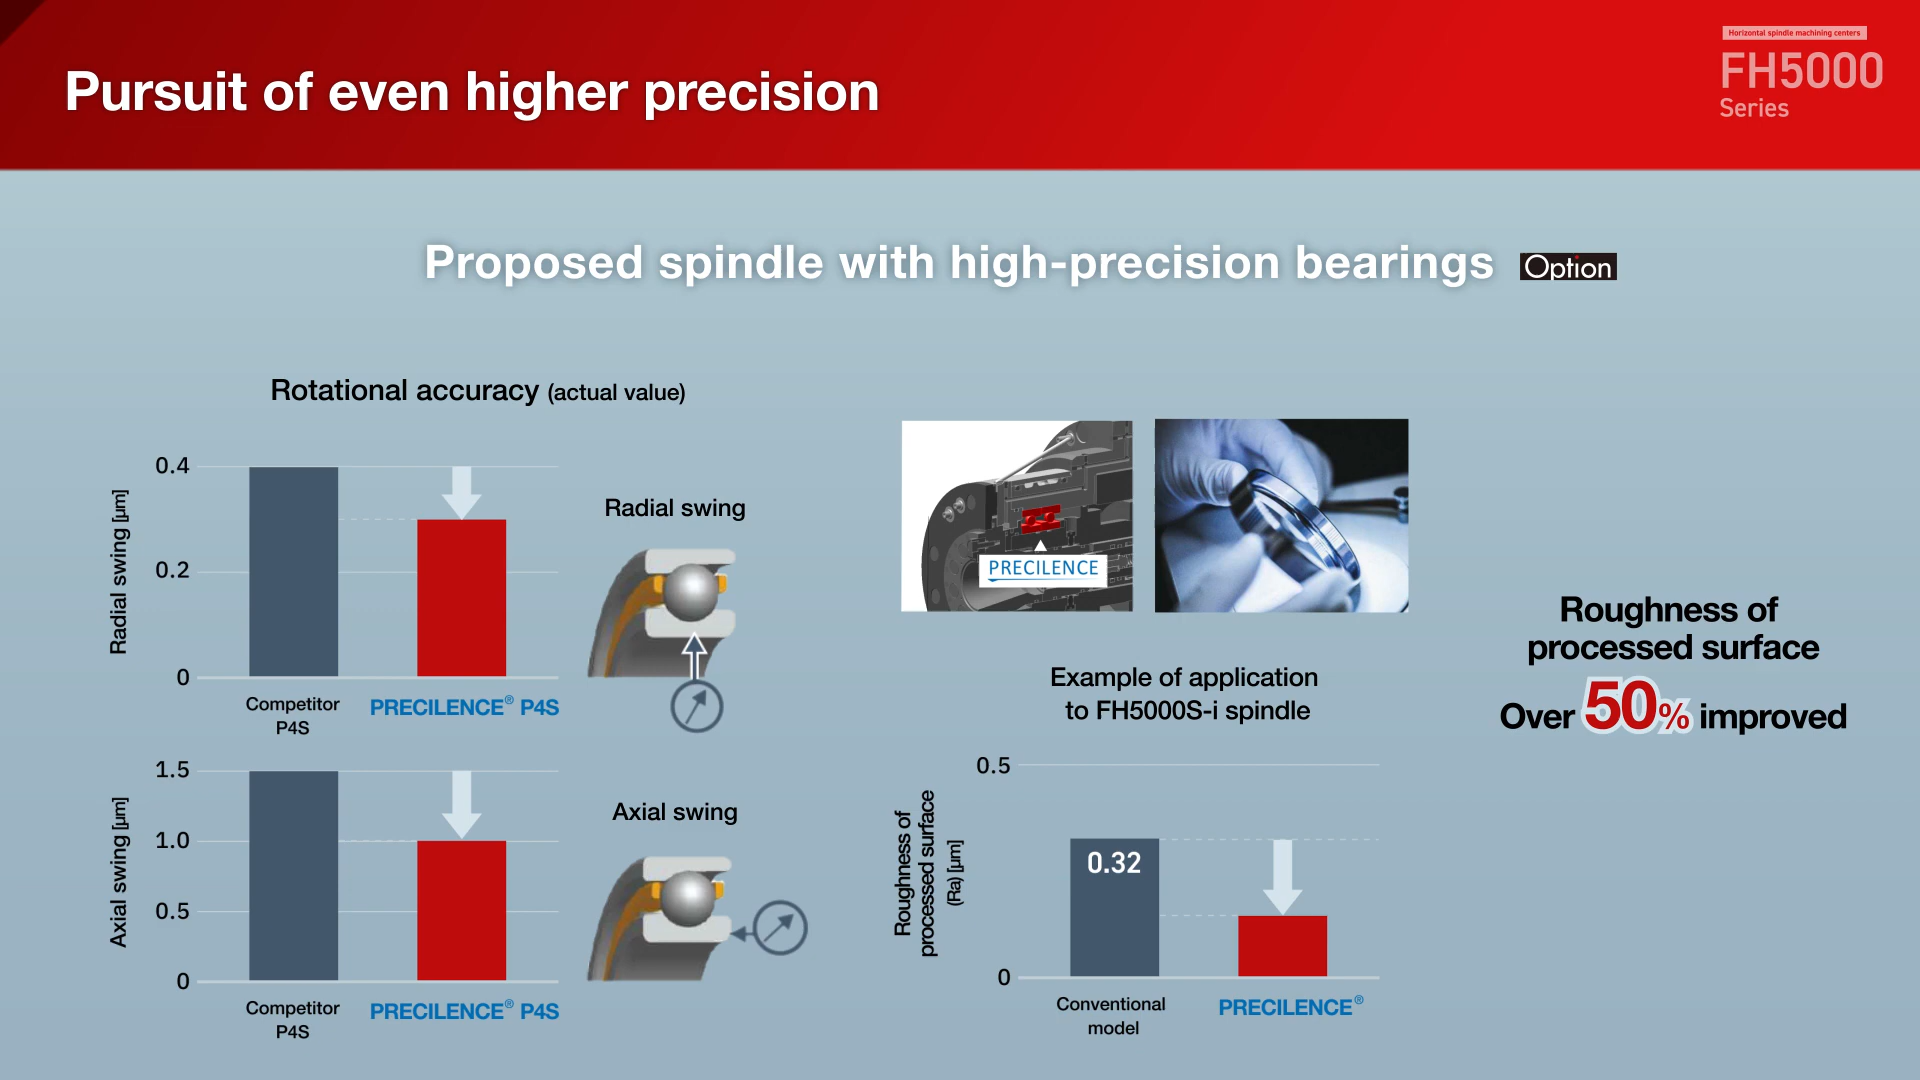 Pursuit of even higher precision
Horizontal spindle machining centers
FH5000
Series
Proposed spindle with high-precision bearings Option
Rotational accuracy (actual value)
Radial swing [μm]
0.4
0.2
0
Competitor
P4S
PRECILENCE® P4S
Radial swing
Axial swing [μm]
1.5
1.0
0.5
0
Competitor
P4S
PRECILENCE® P4S
Axial swing
PRECILENCE
Example of application
to FH5000S-i spindle
Roughness of
processed surface
(Ra) [μm]
0.5
0
0.32
Conventional
model
PRECILENCE®
Roughness of
processed surface
Over 50% improved